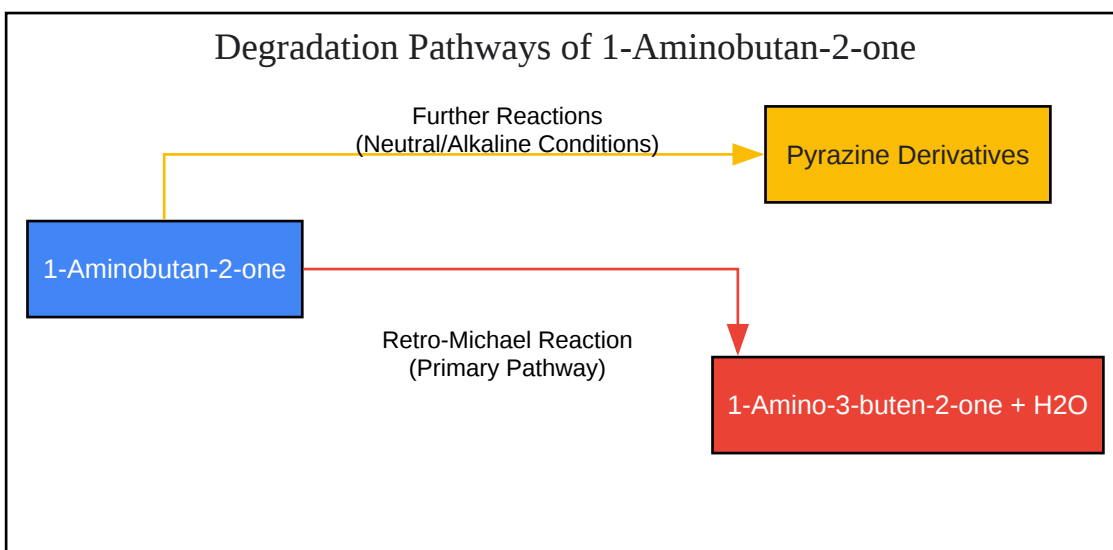 Degradation Pathways of 1-Aminobutan-2-one
Further Reactions
(Neutral/Alkaline Conditions)
Pyrazine Derivatives
1-Aminobutan-2-one
Retro-Michael Reaction
(Primary Pathway)
1-Amino-3-buten-2-one + H2O